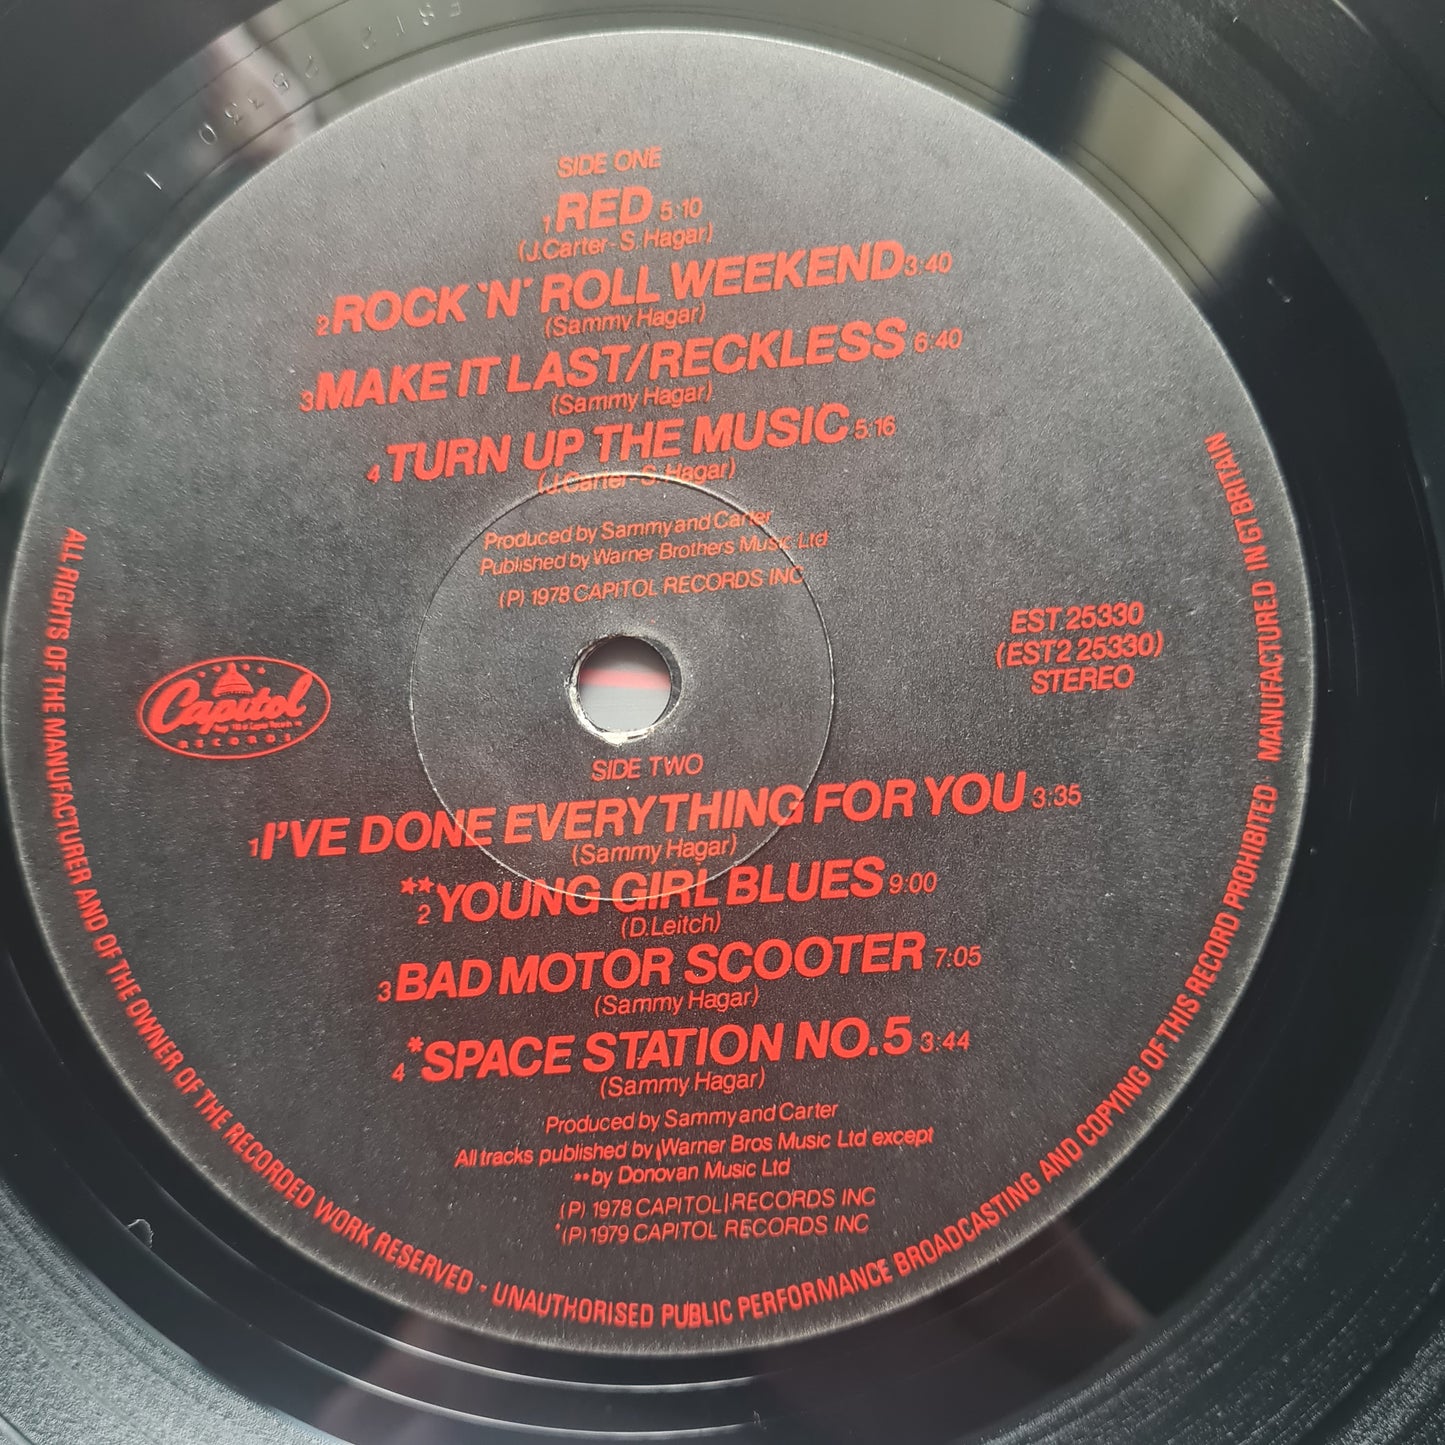 SIDE ONE
1 RED 5:10
(J.Carter-S.Hagar)
2 ROCK 'N' ROLL WEEKEND 3:40
(Sammy Hagar)
3 MAKE IT LAST/RECKLESS 6:40
(Sammy Hagar)
4 TURN UP THE MUSIC 5:16
(J.Carter-S.Hagar)
Produced by Sammy and Carter
Published by Warner Brothers Music Ltd
(P) 1978 CAPITOL RECORDS INC
EST 25330
(EST2 25330)
STEREO
Capitol
RECORDS
SIDE TWO
1 I'VE DONE EVERYTHING FOR YOU 3:35
(Sammy Hagar)
**
2 YOUNG GIRL BLUES 9:00
(D.Leitch)
3 BAD MOTOR SCOOTER 7:05
(Sammy Hagar)
4 *SPACE STATION NO.5 3:44
(Sammy Hagar)
Produced by Sammy and Carter
All tracks published by Warner Bros Music Ltd except
**by Donovan Music Ltd
(P) 1978 CAPITOL RECORDS INC
*(P) 1979 CAPITOL RECORDS INC
ALL RIGHTS OF THE MANUFACTURER AND OF THE OWNER OF THE RECORDED WORK RESERVED - UNAUTHORISED PUBLIC PERFORMANCE BROADCASTING AND COPYING OF THIS RECORD PROHIBITED MANUFACTURED IN GT BRITAIN